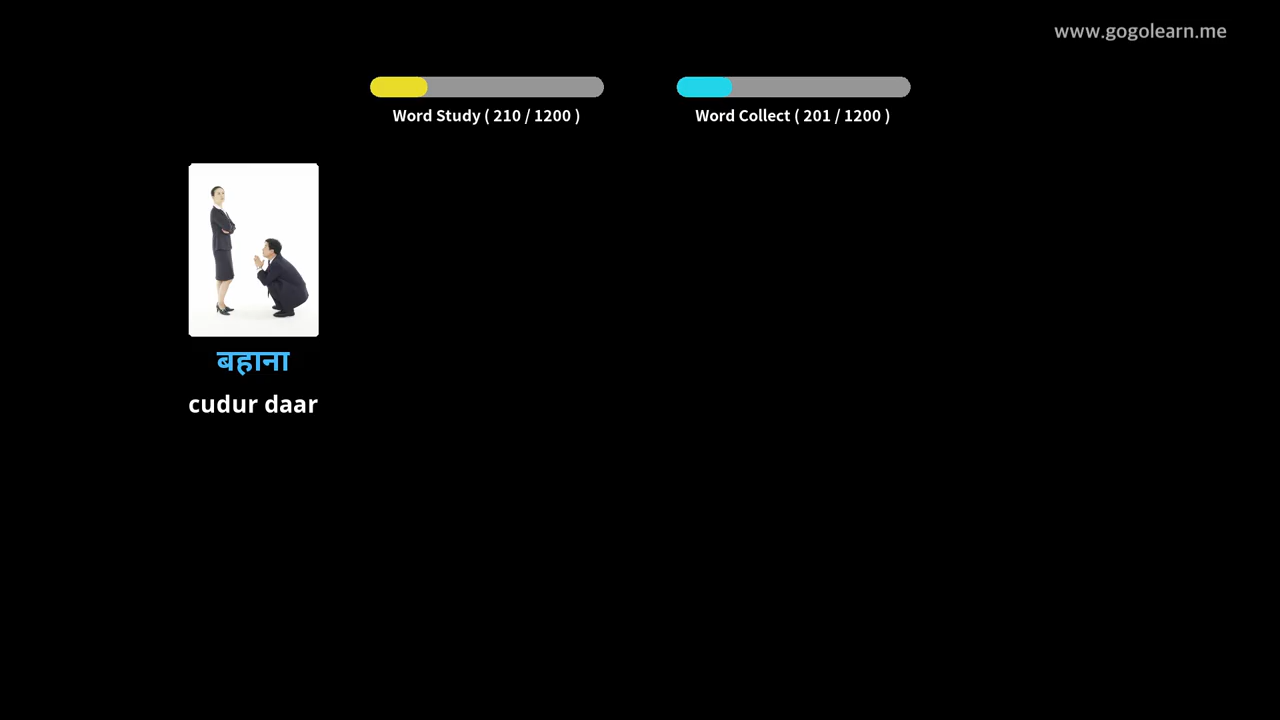 www.gogolearn.me
Word Study ( 210 / 1200 )
Word Collect ( 201 / 1200 )
बहाना
cudur daar